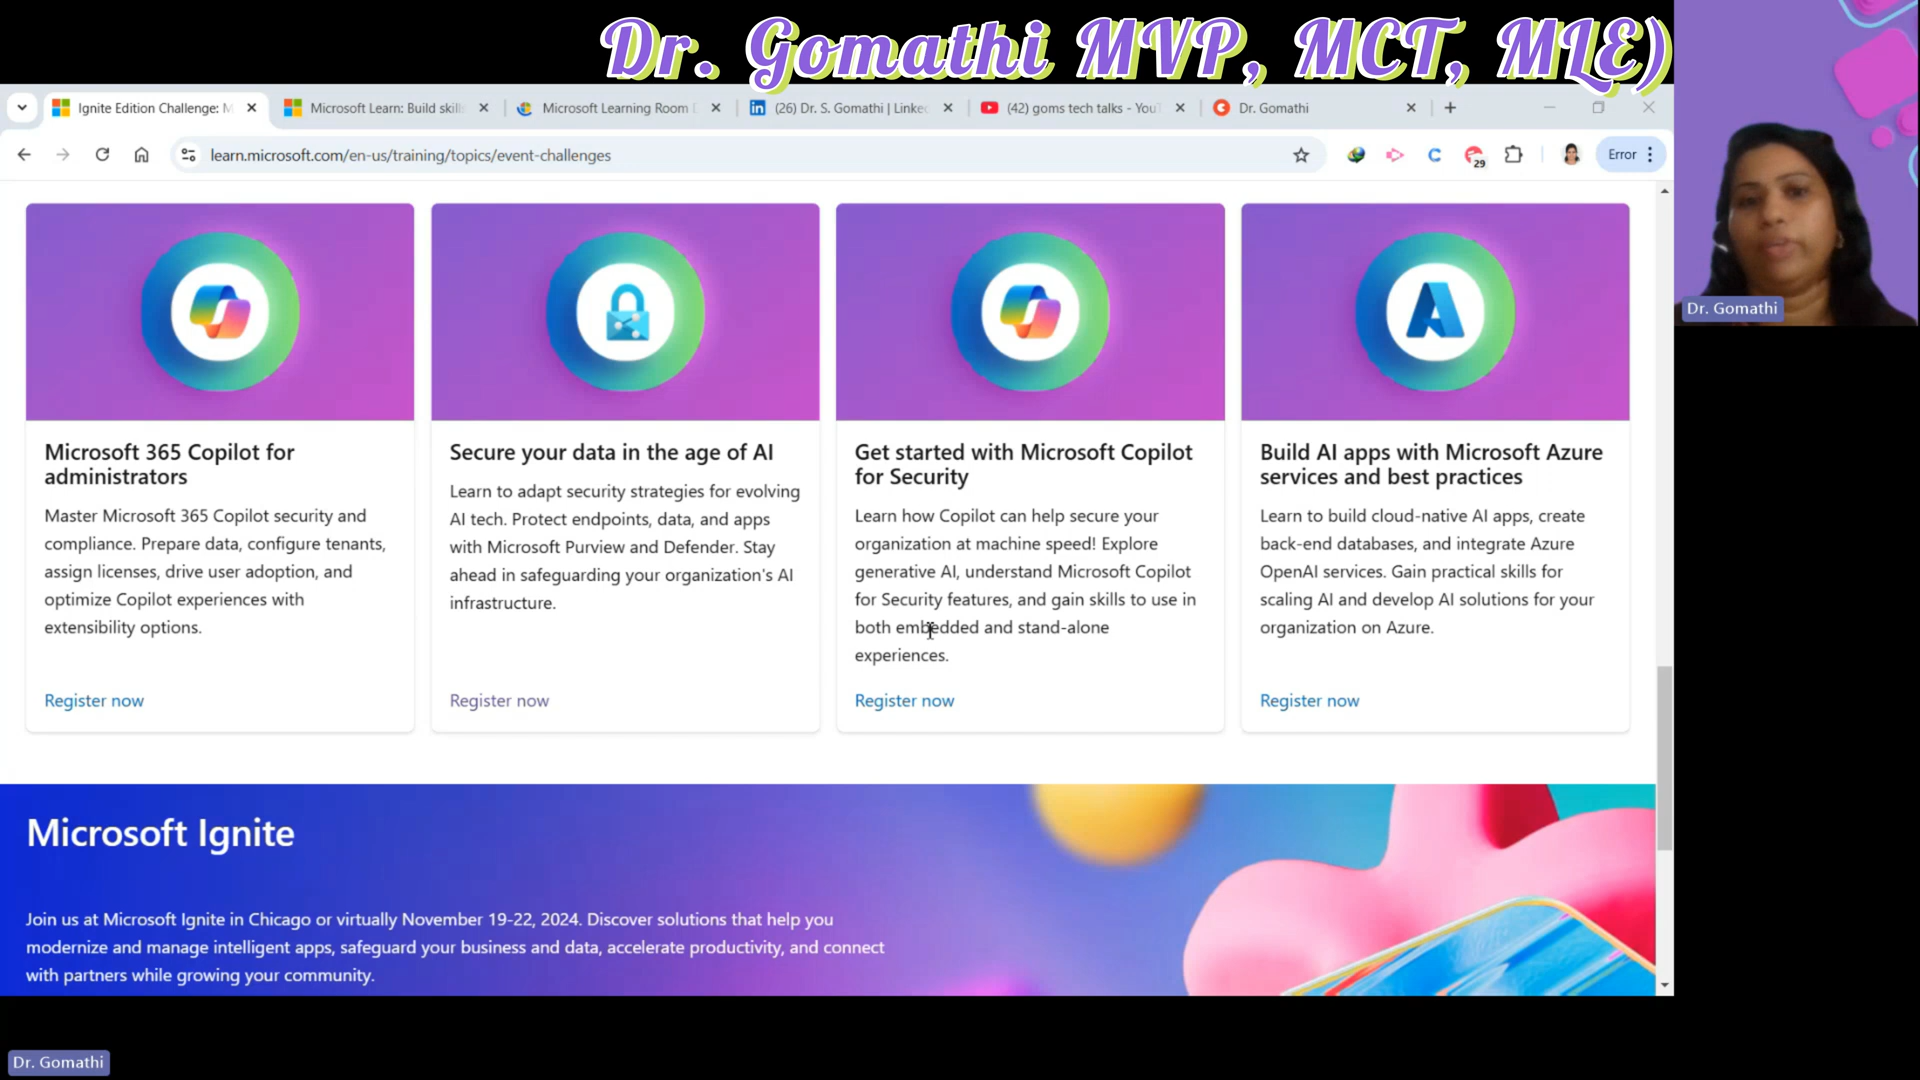 Dr. Gomathi MVP, MCT, MLE)
Ignite Edition Challenge: M
Microsoft Learn: Build skills
Microsoft Learning Room
(26) Dr. S. Gomathi | Linke
(42) goms tech talks - YouT
Dr. Gomathi
learn.microsoft.com/en-us/training/topics/event-challenges
29
Error
Dr. Gomathi
Microsoft 365 Copilot for
administrators
Master Microsoft 365 Copilot security and
compliance. Prepare data, configure tenants,
assign licenses, drive user adoption, and
optimize Copilot experiences with
extensibility options.
Register now
Secure your data in the age of AI
Learn to adapt security strategies for evolving
AI tech. Protect endpoints, data, and apps
with Microsoft Purview and Defender. Stay
ahead in safeguarding your organization's AI
infrastructure.
Register now
Get started with Microsoft Copilot
for Security
Learn how Copilot can help secure your
organization at machine speed! Explore
generative AI, understand Microsoft Copilot
for Security features, and gain skills to use in
both embedded and stand-alone
experiences.
Register now
Build AI apps with Microsoft Azure
services and best practices
Learn to build cloud-native AI apps, create
back-end databases, and integrate Azure
OpenAI services. Gain practical skills for
scaling AI and develop AI solutions for your
organization on Azure.
Register now
Microsoft Ignite
Join us at Microsoft Ignite in Chicago or virtually November 19-22, 2024. Discover solutions that help you
modernize and manage intelligent apps, safeguard your business and data, accelerate productivity, and connect
with partners while growing your community.
Dr. Gomathi